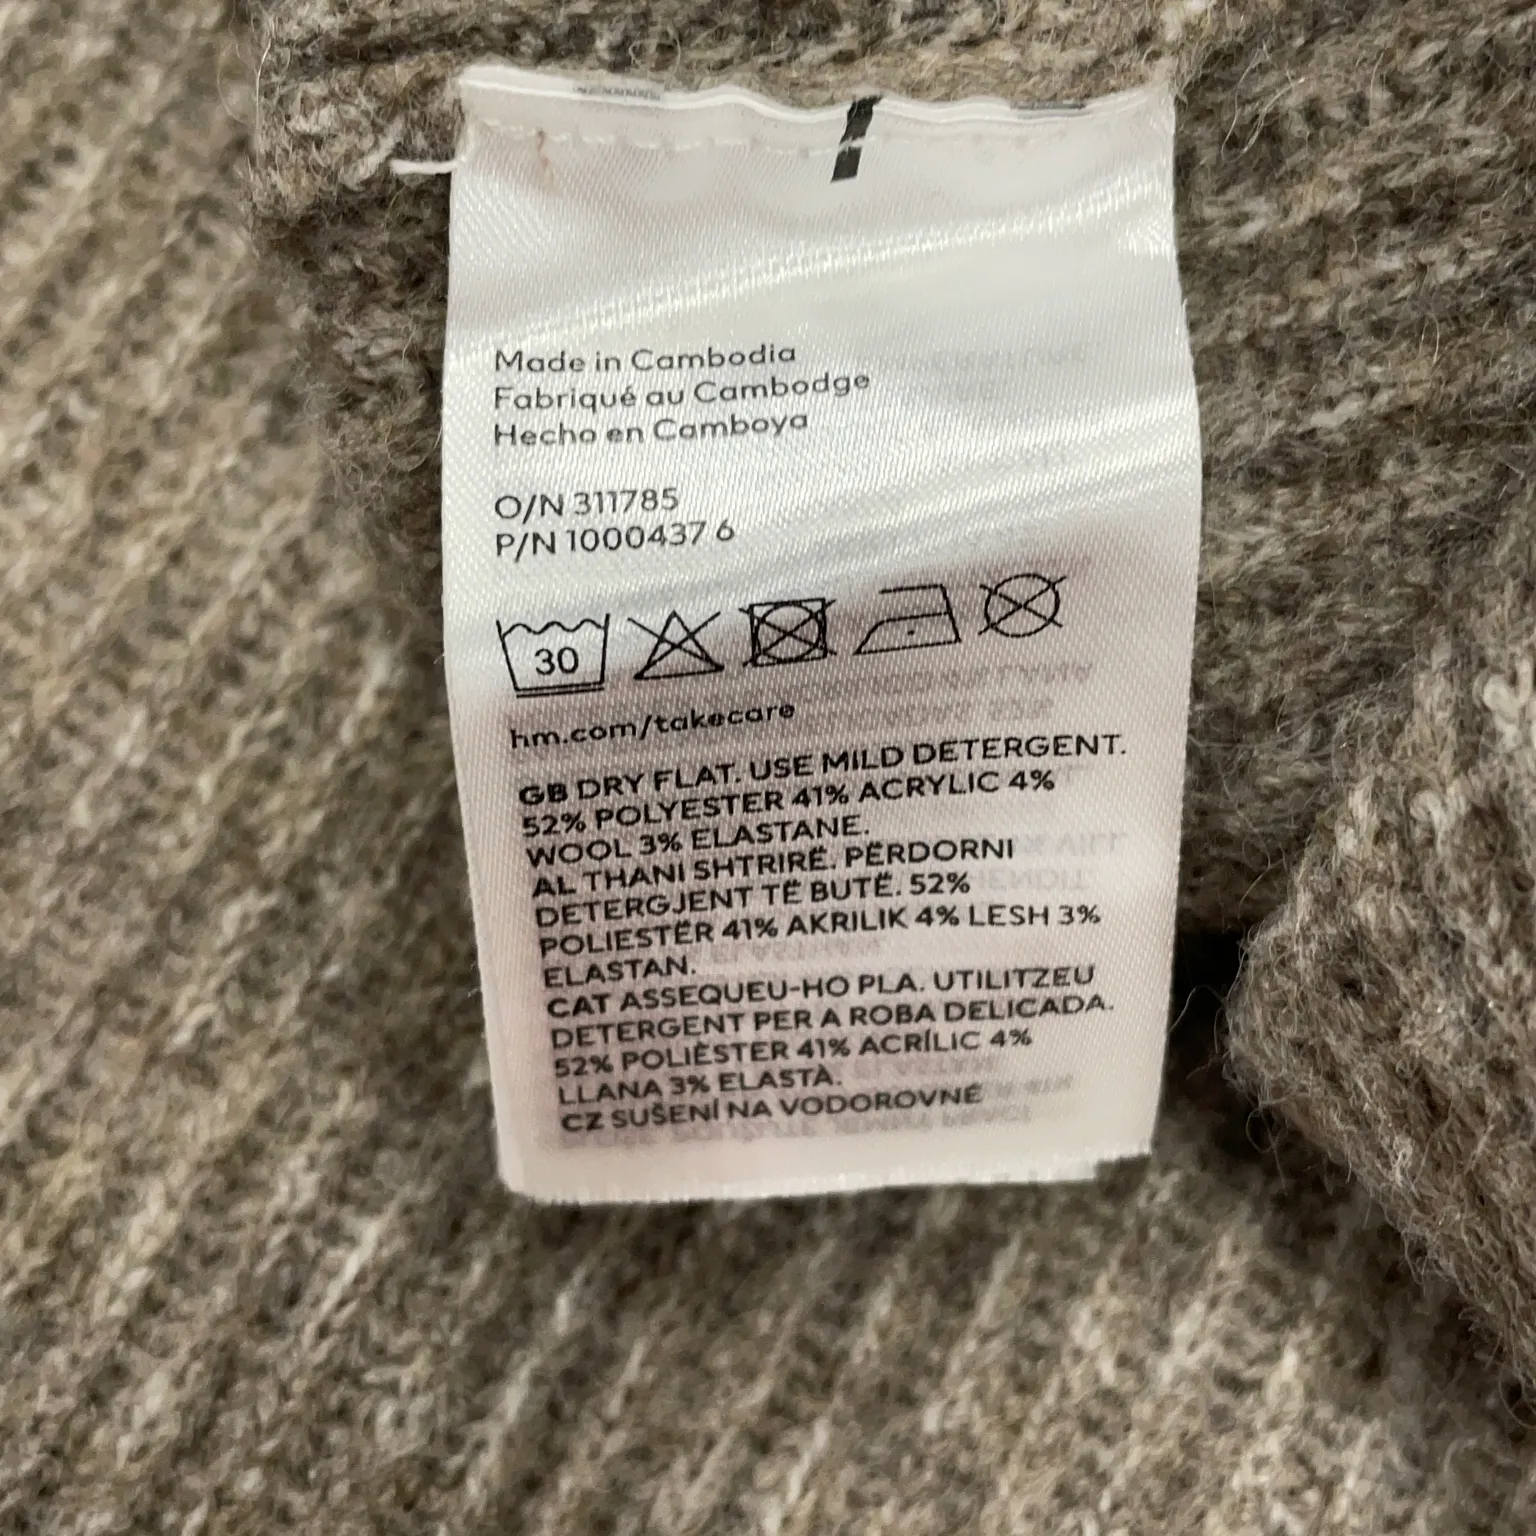 Made in Cambodia
Fabriqué au Cambodge
Hecho en Camboya
O/N 311785
P/N 1000437 6
30
hm.com/takecare
GB DRY FLAT. USE MILD DETERGENT.
52% POLYESTER 41% ACRYLIC 4%
WOOL 3% ELASTANE.
AL THANI SHTRIRË. PËRDORNI
DETERGJENT TË BUTË. 52%
POLIESTËR 41% AKRILIK 4% LESH 3%
ELASTAN.
CAT ASSEQUEU-HO PLA. UTILITZEU
DETERGENT PER A ROBA DELICADA.
52% POLIÈSTER 41% ACRÍLIC 4%
LLANA 3% ELASTÀ.
CZ SUŠENÍ NA VODOROVNÉ